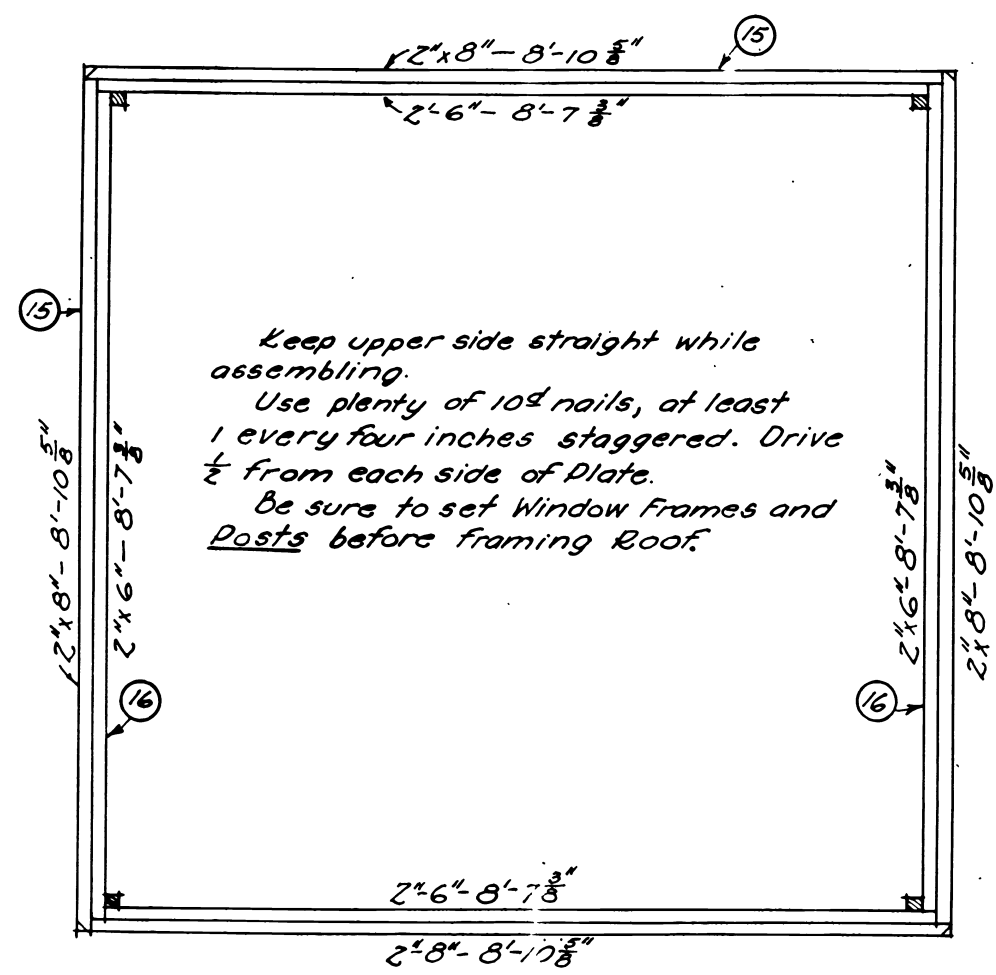 15
2"x8" — 8'-10 5/8"
2'-6" - 8'-7 3/8"
15
Keep upper side straight while
assembling.
Use plenty of 10d nails, at least
1 every four inches staggered. Drive
1/2 from each side of Plate.
Be sure to set Window Frames and
Posts before framing Roof.
2"x8" - 8'-10 5/8"
2"x6" - 8'-7 3/8"
2"x6" - 8'-7 3/8"
2"x8" - 8'-10 5/8"
16
16
2"-6" - 8'-7 3/8"
2"-8" - 8'-10 5/8"